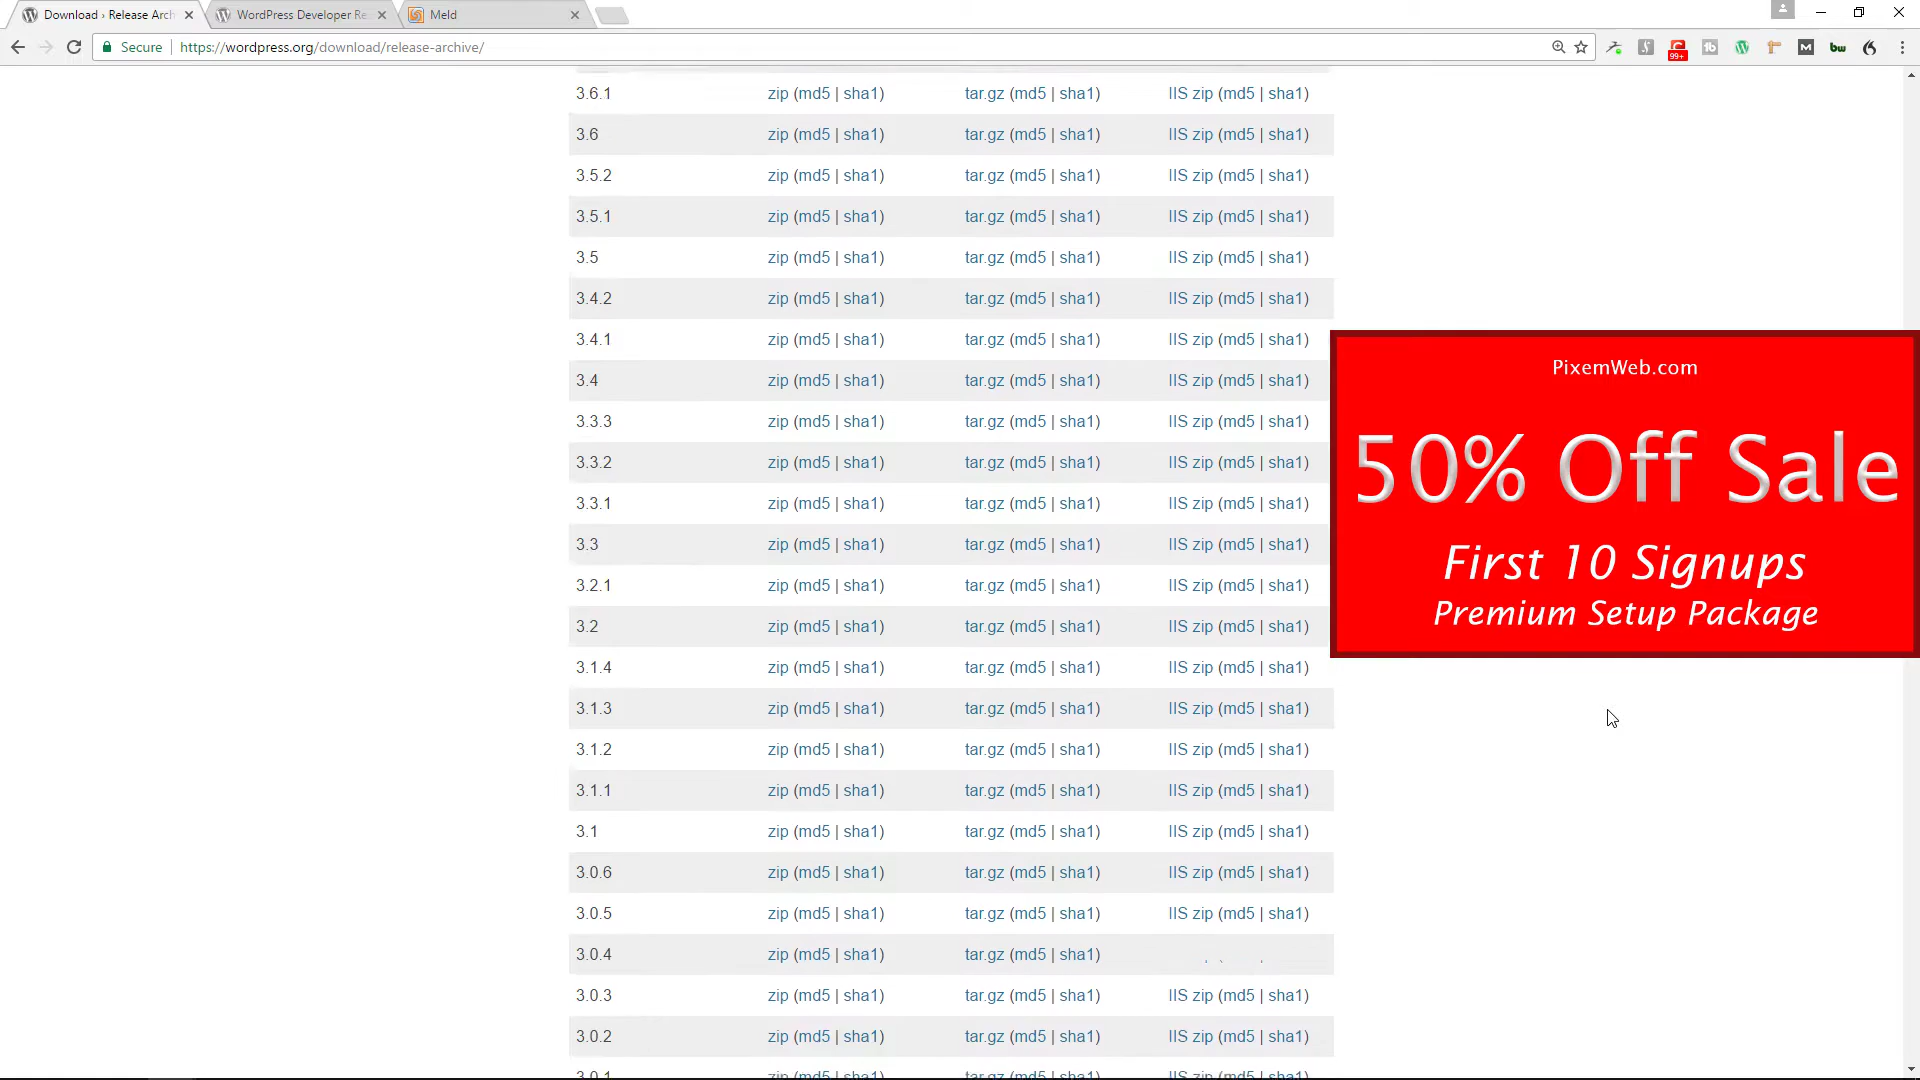 Download › Release Arch
WordPress Developer Re
Meld
Secure
https://wordpress.org/download/release-archive/
99+
bw
3.6.1 zip (md5 | sha1) tar.gz (md5 | sha1) IIS zip (md5 | sha1)
3.6 zip (md5 | sha1) tar.gz (md5 | sha1) IIS zip (md5 | sha1)
3.5.2 zip (md5 | sha1) tar.gz (md5 | sha1) IIS zip (md5 | sha1)
3.5.1 zip (md5 | sha1) tar.gz (md5 | sha1) IIS zip (md5 | sha1)
3.5 zip (md5 | sha1) tar.gz (md5 | sha1) IIS zip (md5 | sha1)
3.4.2 zip (md5 | sha1) tar.gz (md5 | sha1) IIS zip (md5 | sha1)
3.4.1 zip (md5 | sha1) tar.gz (md5 | sha1) IIS zip (md5 | sha1)
3.4 zip (md5 | sha1) tar.gz (md5 | sha1) IIS zip (md5 | sha1)
3.3.3 zip (md5 | sha1) tar.gz (md5 | sha1) IIS zip (md5 | sha1)
3.3.2 zip (md5 | sha1) tar.gz (md5 | sha1) IIS zip (md5 | sha1)
3.3.1 zip (md5 | sha1) tar.gz (md5 | sha1) IIS zip (md5 | sha1)
3.3 zip (md5 | sha1) tar.gz (md5 | sha1) IIS zip (md5 | sha1)
3.2.1 zip (md5 | sha1) tar.gz (md5 | sha1) IIS zip (md5 | sha1)
3.2 zip (md5 | sha1) tar.gz (md5 | sha1) IIS zip (md5 | sha1)
3.1.4 zip (md5 | sha1) tar.gz (md5 | sha1) IIS zip (md5 | sha1)
3.1.3 zip (md5 | sha1) tar.gz (md5 | sha1) IIS zip (md5 | sha1)
3.1.2 zip (md5 | sha1) tar.gz (md5 | sha1) IIS zip (md5 | sha1)
3.1.1 zip (md5 | sha1) tar.gz (md5 | sha1) IIS zip (md5 | sha1)
3.1 zip (md5 | sha1) tar.gz (md5 | sha1) IIS zip (md5 | sha1)
3.0.6 zip (md5 | sha1) tar.gz (md5 | sha1) IIS zip (md5 | sha1)
3.0.5 zip (md5 | sha1) tar.gz (md5 | sha1) IIS zip (md5 | sha1)
3.0.4 zip (md5 | sha1) tar.gz (md5 | sha1)
3.0.3 zip (md5 | sha1) tar.gz (md5 | sha1) IIS zip (md5 | sha1)
3.0.2 zip (md5 | sha1) tar.gz (md5 | sha1) IIS zip (md5 | sha1)
3.0.1 zip (md5 | sha1) tar.gz (md5 | sha1) IIS zip (md5 | sha1)
PixemWeb.com
50% Off Sale
First 10 Signups
Premium Setup Package